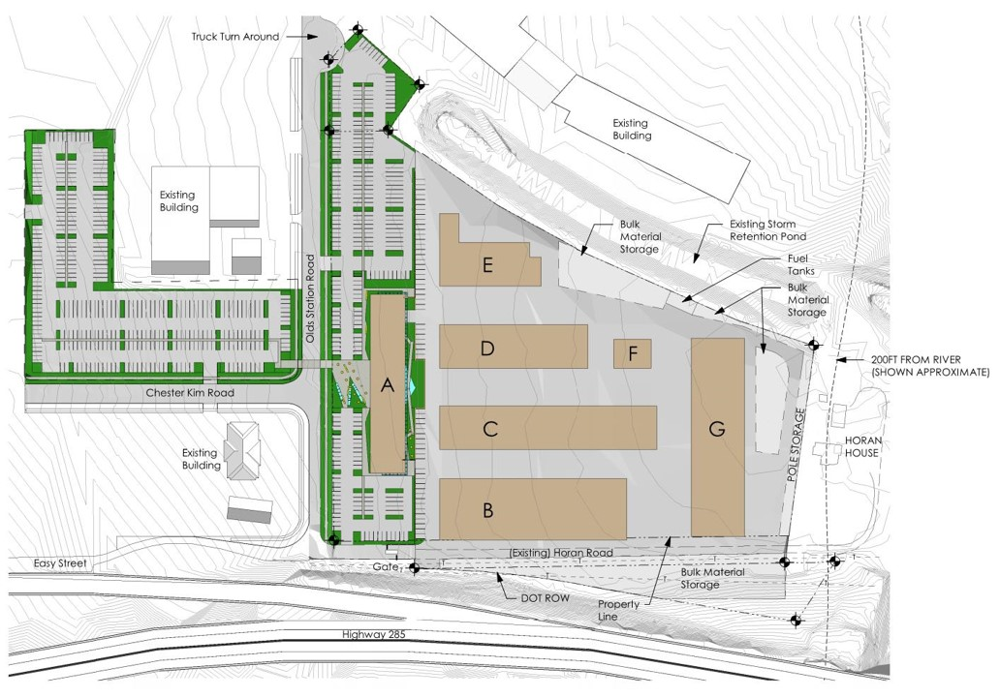 Truck Turn Around
Existing
Building
Existing
Building
Bulk
Material
Storage
Existing Storm
Retention Pond
Fuel
Tanks
Bulk
Material
Storage
Olds Station Road
E
D
F
A
200FT FROM RIVER
(SHOWN APPROXIMATE)
Chester Kim Road
C
G
POLE STORAGE
HORAN
HOUSE
Existing
Building
B
(Existing) Horan Road
Easy Street
Gate
Bulk Material
Storage
DOT ROW
Property
Line
Highway 285